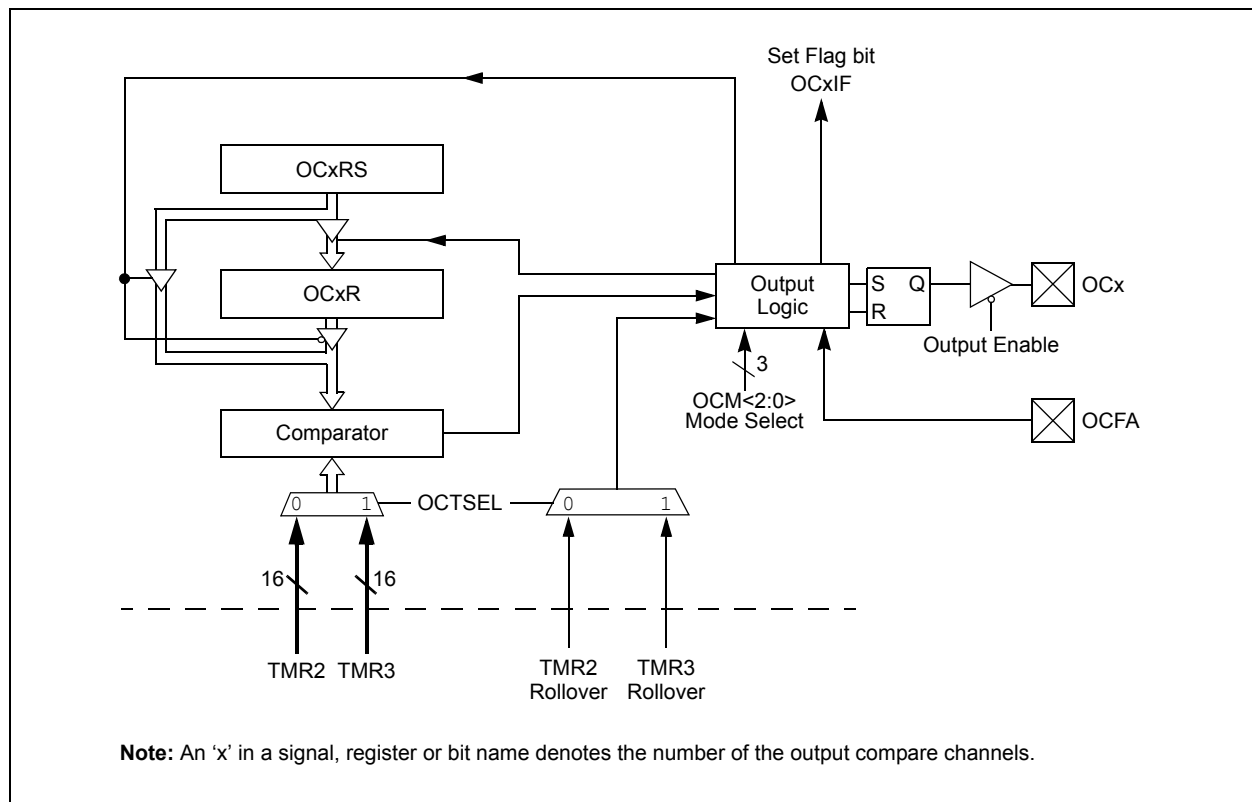 Set Flag bit
OCxIF
OCxRS
OCxR
Output
Logic
S Q
R
OCx
Output Enable
3
OCM<2:0>
Mode Select
OCFA
Comparator
0 1
OCTSEL
0 1
16
16
TMR2
TMR3
TMR2
Rollover
TMR3
Rollover
Note: An ‘x’ in a signal, register or bit name denotes the number of the output compare channels.